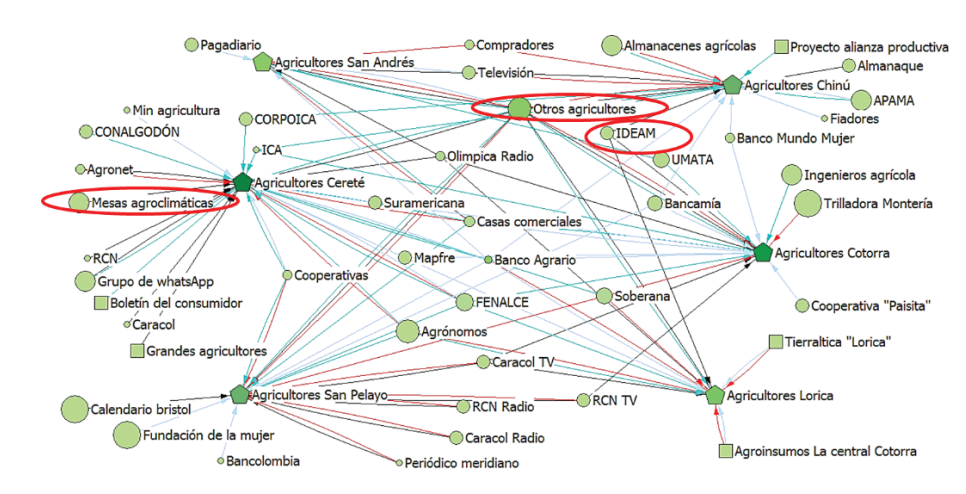 Pagadiario
Compradores
Almanacenes agrícolas
Proyecto alianza productiva
Agricultores San Andrés
Televisión
Almanaque
Agricultores Chinú
Min agricultura
Otros agricultores
APAMA
CORPOICA
Fiadores
CONALGODÓN
IDEAM
Banco Mundo Mujer
ICA
Olimpica Radio
UMATA
Agronet
Agricultores Cereté
Ingenieros agrícola
Mesas agroclimáticas
Suramericana
Bancamía
Trilladora Montería
Casas comerciales
RCN
Mapfre
Banco Agrario
Agricultores Cotorra
Grupo de whatsApp
Cooperativas
Boletín del consumidor
FENALCE
Soberana
Cooperativa "Paisita"
Caracol
Agrónomos
Grandes agricultores
Tierraltica "Lorica"
Caracol TV
Agricultores San Pelayo
RCN TV
Agricultores Lorica
Calendario bristol
RCN Radio
Fundación de la mujer
Caracol Radio
Agroinsumos La central Cotorra
Bancolombia
Periódico meridiano